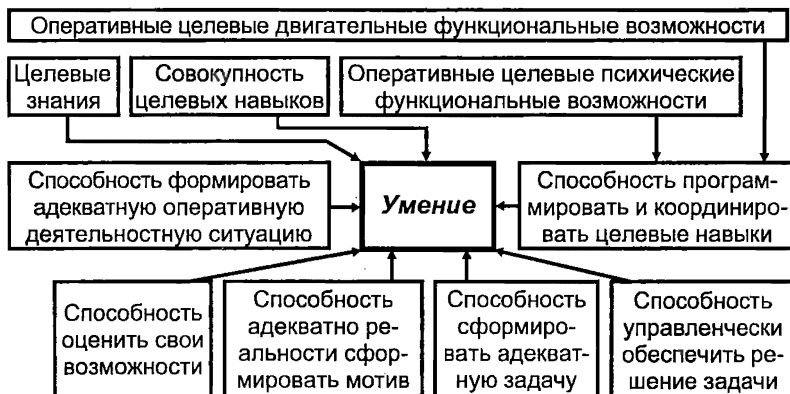 Оперативные целевые двигательные функциональные возможности
Целевые
знания
Совокупность
целевых навыков
Оперативные целевые психические
функциональные возможности
Способность формировать
адекватную оперативную
деятельностную ситуацию
Умение
Способность програм-
мировать и координиро-
вать целевые навыки
Способность
оценить свои
возможности
Способность
адекватно ре-
альности сфор-
мировать мотив
Способность
сформиро-
вать адекват-
ную задачу
Способность
управленчески
обеспечить ре-
шение задачи